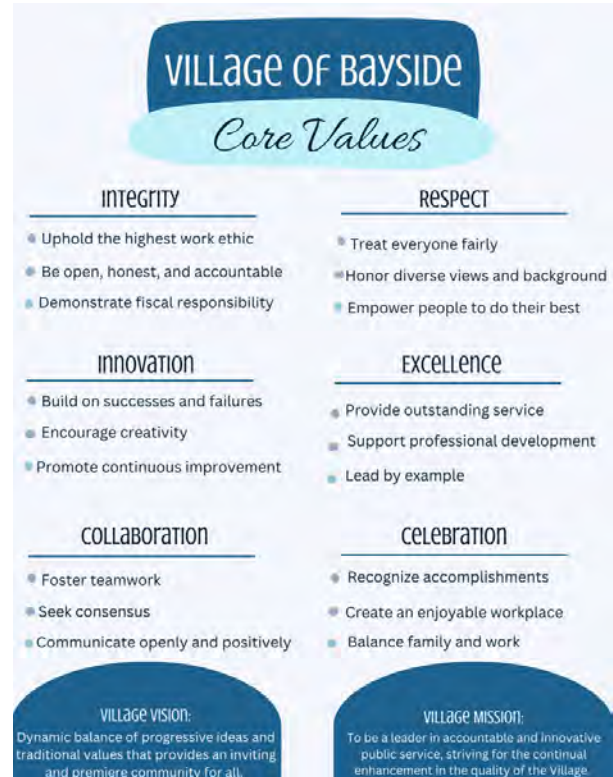 Village of Bayside
Core Values
Integrity
Uphold the highest work ethic
Be open, honest, and accountable
Demonstrate fiscal responsibility
Respect
Treat everyone fairly
Honor diverse views and background
Empower people to do their best
Innovation
Build on successes and failures
Encourage creativity
Promote continuous improvement
Excellence
Provide outstanding service
Support professional development
Lead by example
Collaboration
Foster teamwork
Seek consensus
Communicate openly and positively
Celebration
Recognize accomplishments
Create an enjoyable workplace
Balance family and work
Village Vision:
Dynamic balance of progressive ideas and
traditional values that provides an inviting
and premiere community for all.
Village Mission:
To be a leader in accountable and innovative
public service, striving for the continual
enhancement in the quality of the Village.